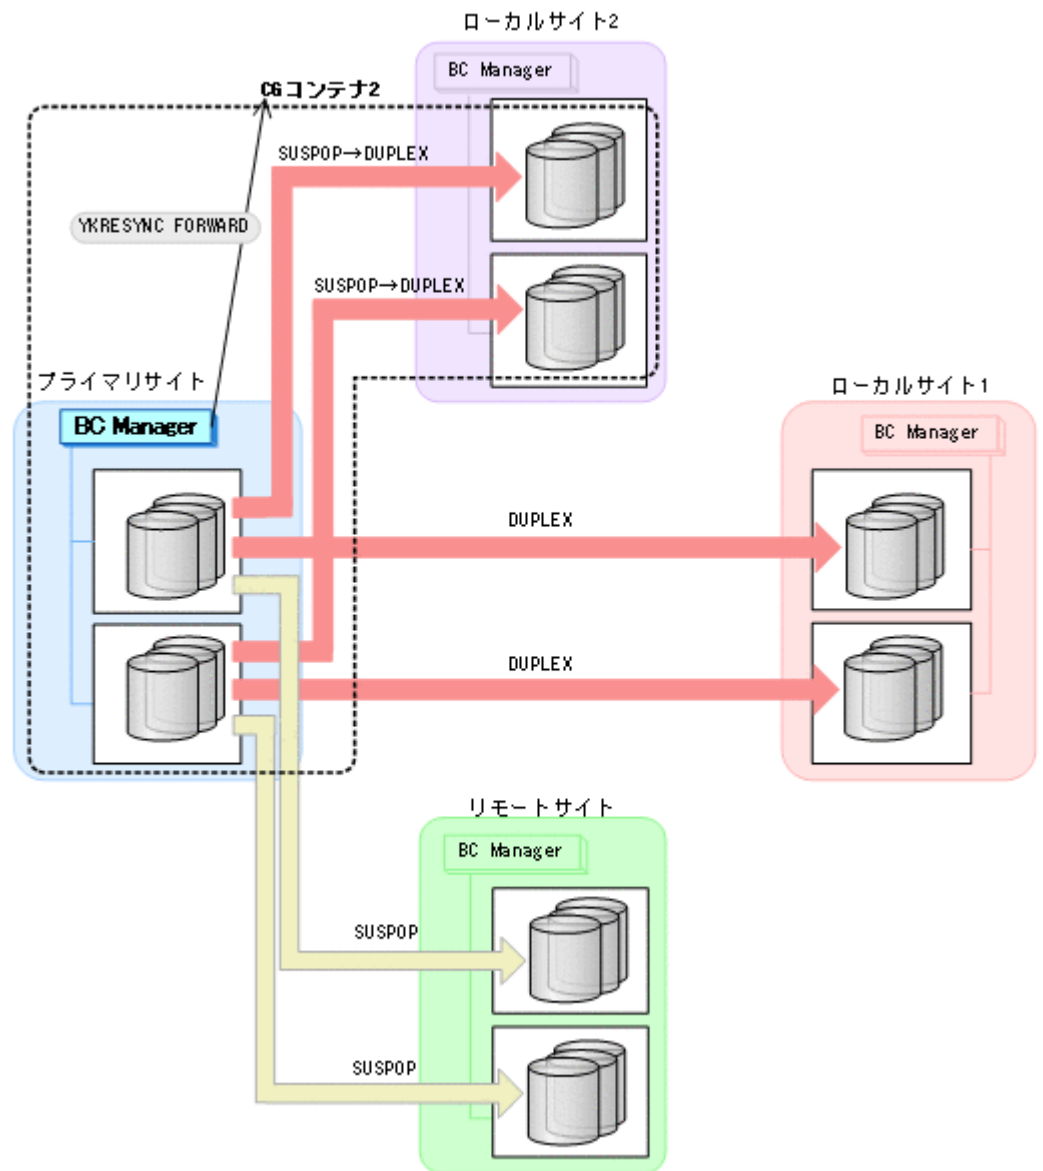 ローカルサイト2
BC Manager
CGコンテナ2
SUSPOP→DUPLEX
YKRESYNC FORWARD
SUSPOP→DUPLEX
プライマリサイト
ローカルサイト1
BC Manager
BC Manager
DUPLEX
DUPLEX
リモートサイト
BC Manager
SUSPOP
SUSPOP